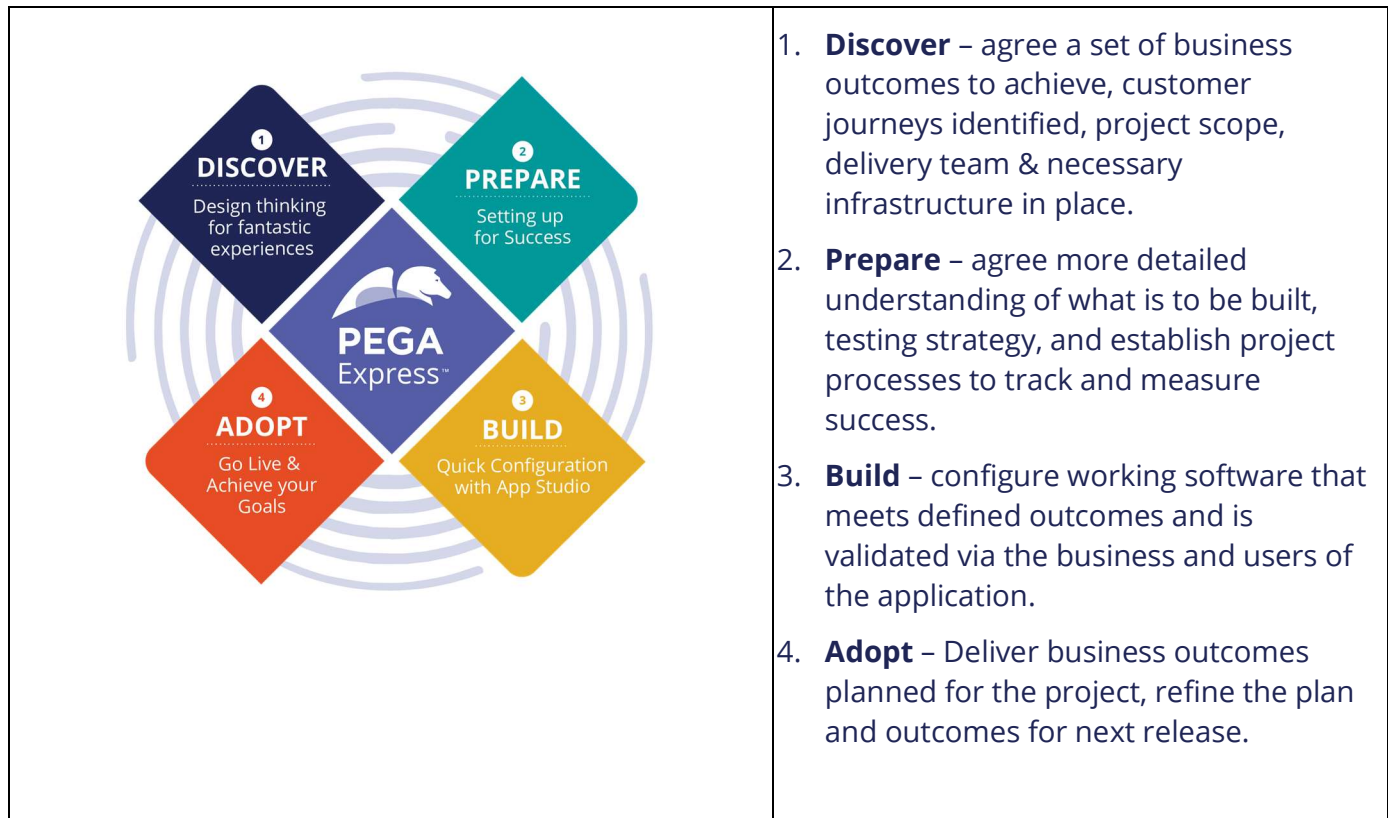 1
DISCOVER
Design thinking
for fantastic
experiences
2
PREPARE
Setting up
for Success
PEGA
Express™
4
ADOPT
Go Live &
Achieve your
Goals
3
BUILD
Quick Configuration
with App Studio
1. Discover – agree a set of business
outcomes to achieve, customer
journeys identified, project scope,
delivery team & necessary
infrastructure in place.
2. Prepare – agree more detailed
understanding of what is to be built,
testing strategy, and establish project
processes to track and measure
success.
3. Build – configure working software that
meets defined outcomes and is
validated via the business and users of
the application.
4. Adopt – Deliver business outcomes
planned for the project, refine the plan
and outcomes for next release.